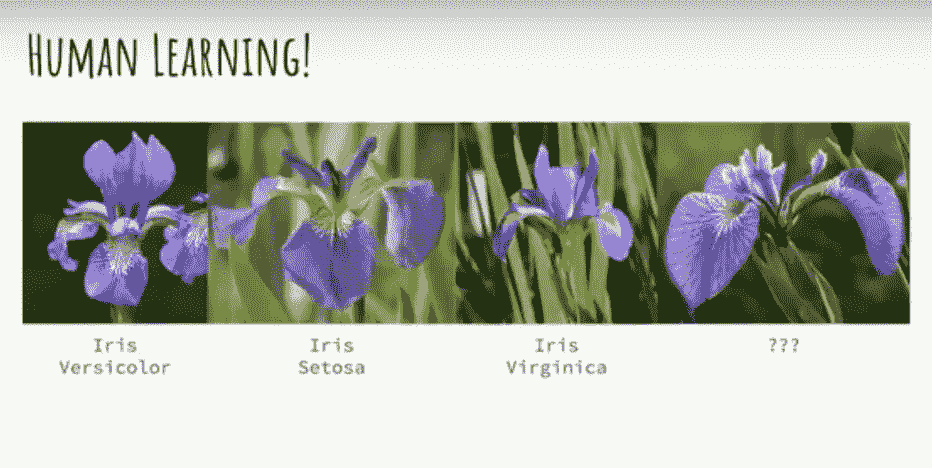 Human Learning!
Iris
Versicolor
Iris
Setosa
Iris
Virginica
???